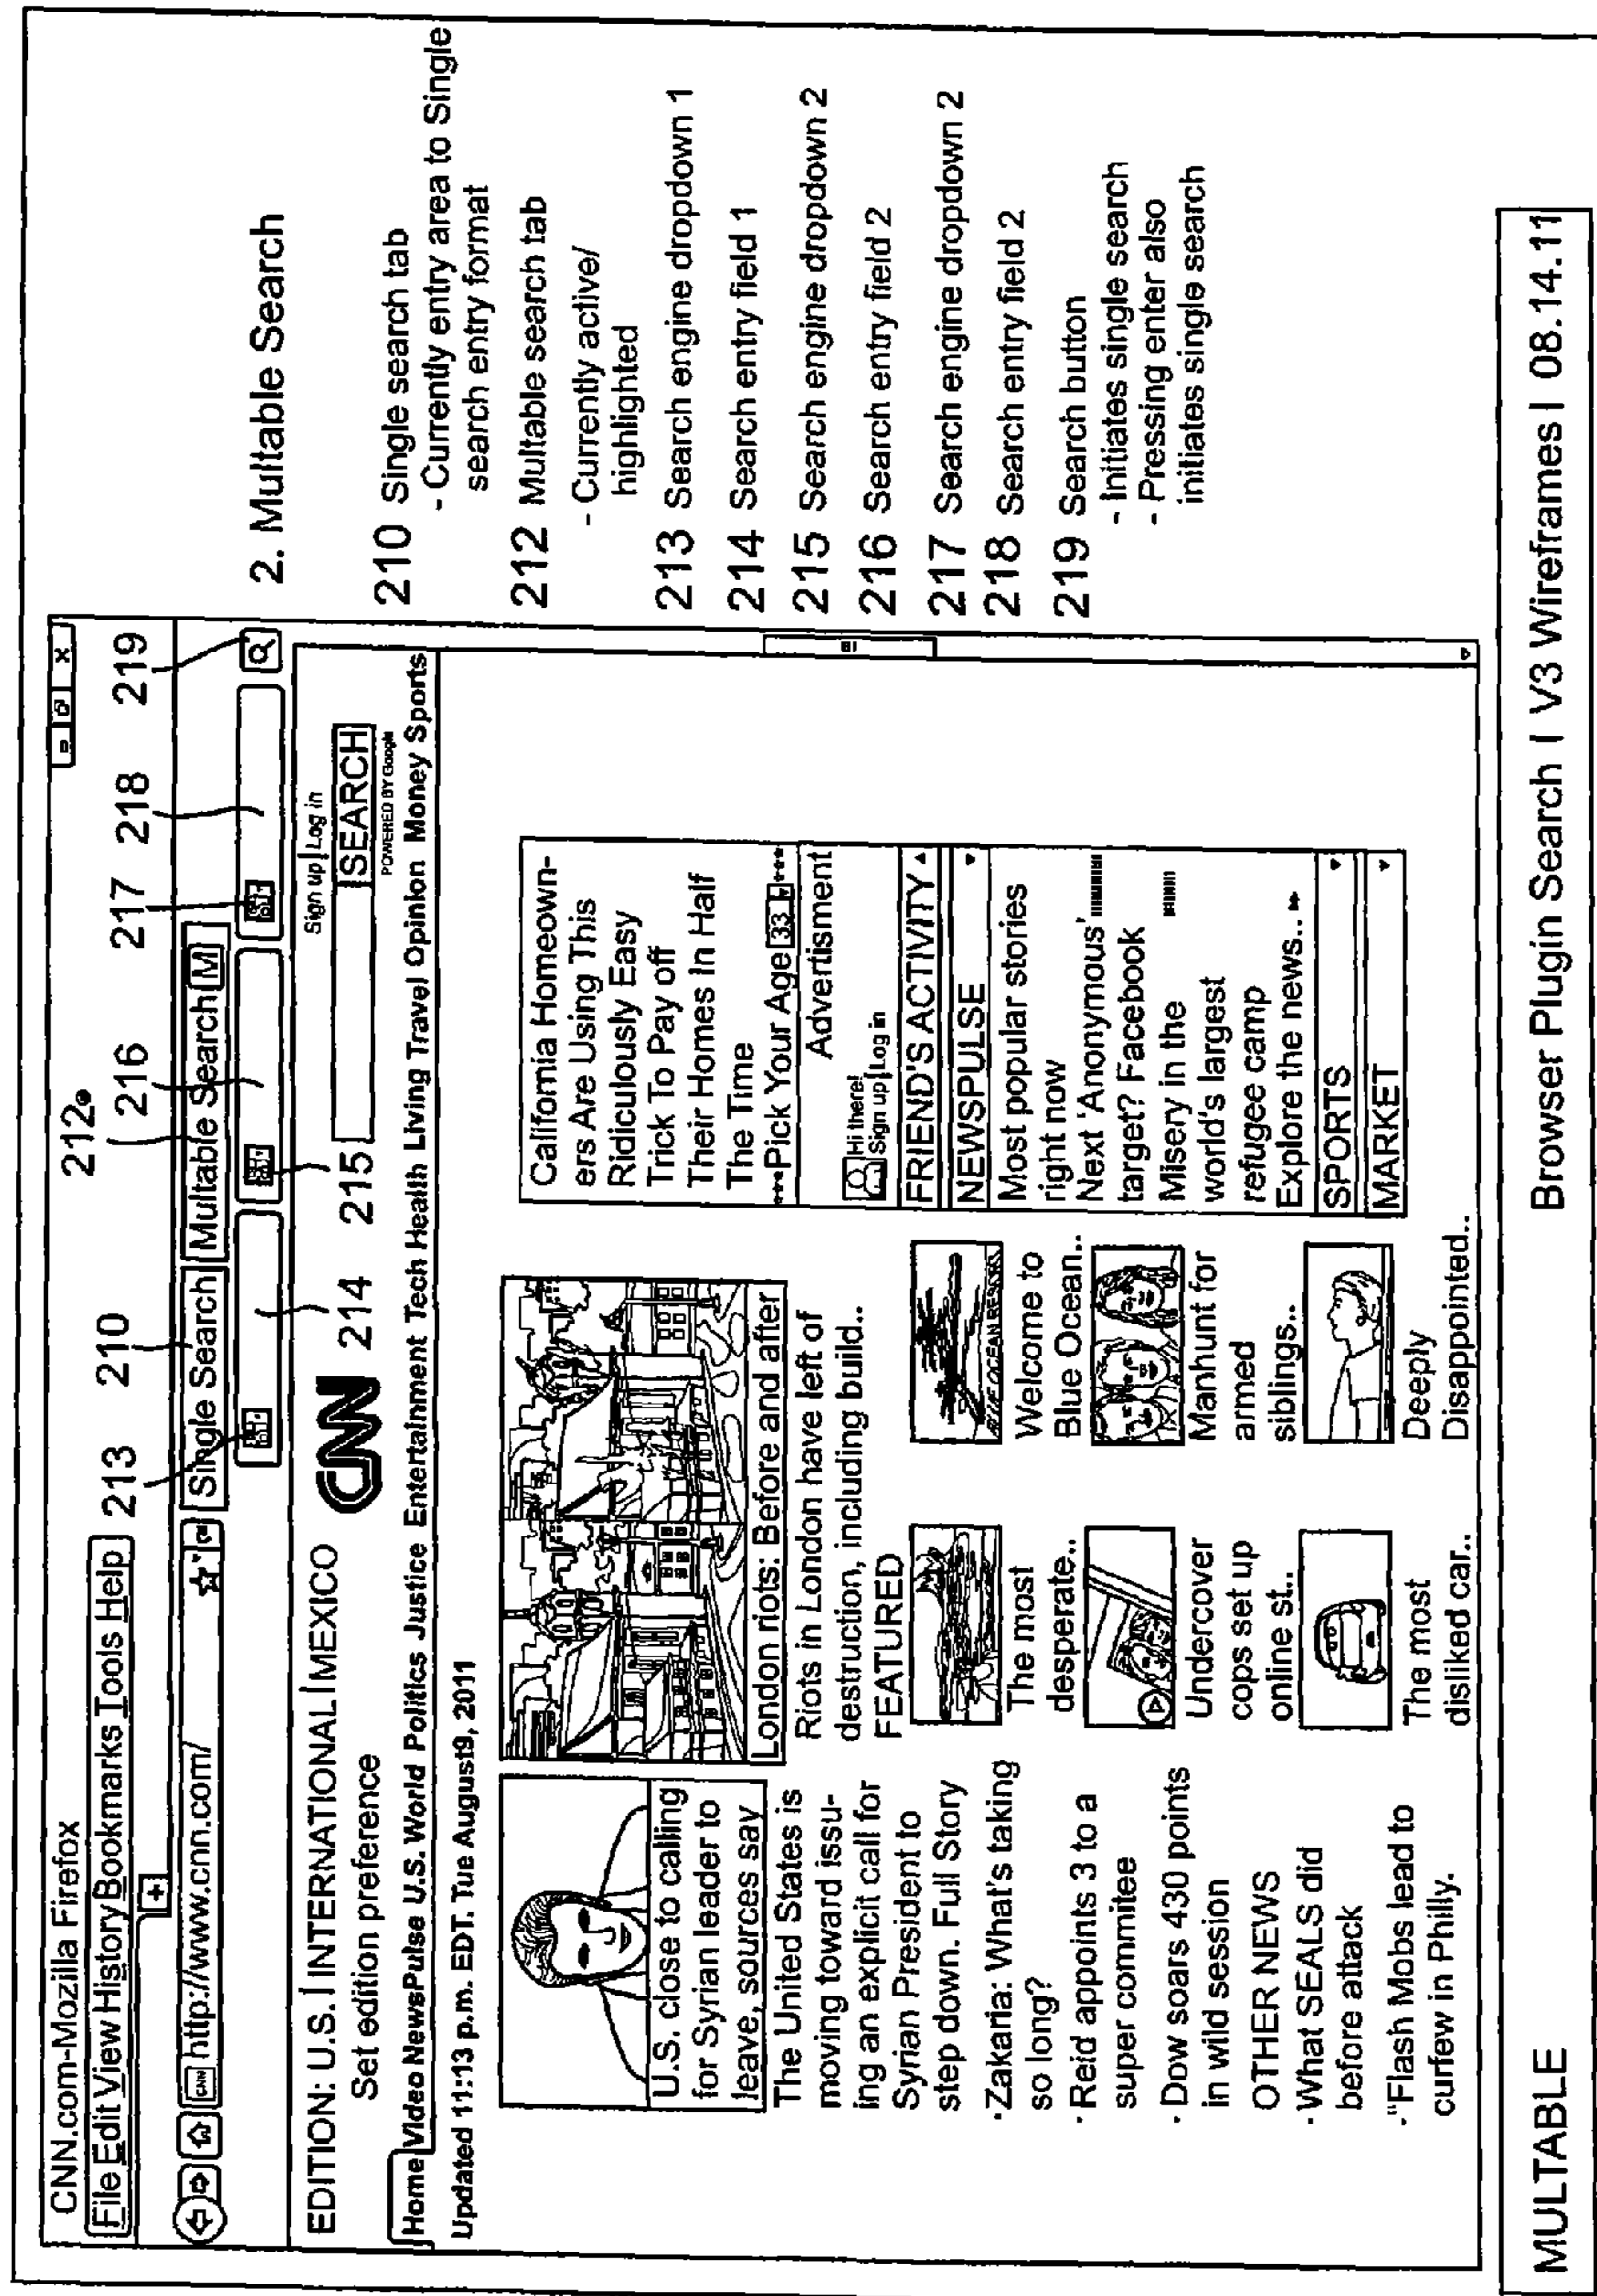 CNN.com-Mozilla Firefox
File Edit View History Bookmarks Tools Help
+
CNN http://www.cnn.com/
Single Search Multable Search M
213 210 212 216 217 218 219
214 215
EDITION: U.S. | INTERNATIONAL | MEXICO
Set edition preference
CNN
Sign up | Log in
SEARCH
POWERED BY Google
Home Video NewsPulse U.S. World Politics Justice Entertainment Tech Health Living Travel Opinion Money Sports
Updated 11:13 p.m. EDT. Tue August9, 2011
U.S. close to calling
for Syrian leader to
leave, sources say
The United States is
moving toward issu-
ing an explicit call for
Syrian President to
step down. Full Story
·Zakaria: What's taking
so long?
· Reid appoints 3 to a
super commitee
· Dow soars 430 points
in wild session
OTHER NEWS
· What SEALS did
before attack
·"Flash Mobs lead to
curfew in Philly.
London riots: Before and after
Riots in London have left of
destruction, including build..
FEATURED
The most
desperate..
Undercover
cops set up
online st..
The most
disliked car..
BLUE OCEAN RESORT
Welcome to
Blue Ocean..
Manhunt for
armed
siblings..
Deeply
Disappointed..
California Homeown-
ers Are Using This
Ridiculously Easy
Trick To Pay off
Their Homes In Half
The Time
***Pick Your Age 33 ***
Advertisment
Hi there!
Sign up | Log in
FRIEND'S ACTIVITY
NEWSPULSE
Most popular stories
right now
Next 'Anonymous'
target? Facebook
Misery in the
world's largest
refugee camp
Explore the news..
SPORTS
MARKET
2. Multable Search
210 Single search tab
- Currently entry area to Single
search entry format
212 Multable search tab
- Currently active/
highlighted
213 Search engine dropdown 1
214 Search entry field 1
215 Search engine dropdown 2
216 Search entry field 2
217 Search engine dropdown 2
218 Search entry field 2
219 Search button
- Initiates single search
- Pressing enter also
initiates single search
MULTABLE
Browser Plugin Search | V3 Wireframes | 08.14.11